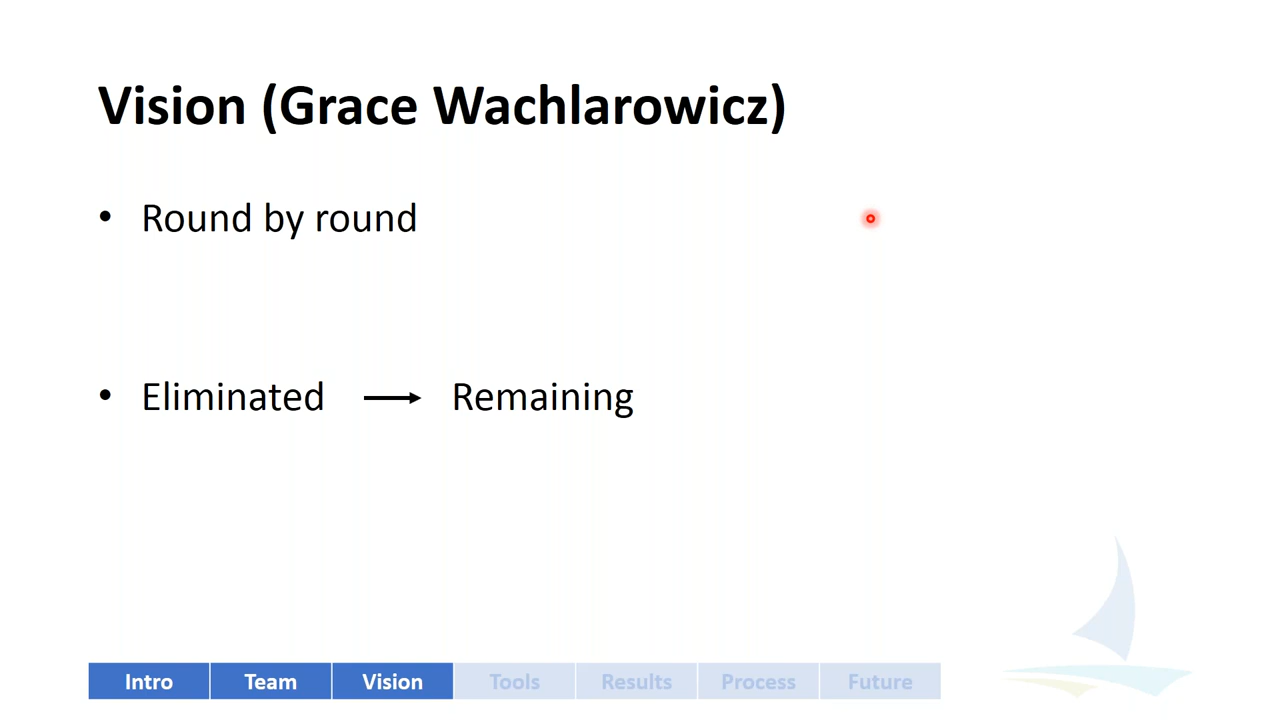 Vision (Grace Wachlarowicz)
• Round by round
• Eliminated → Remaining
Intro Team Vision Tools Results Process Future